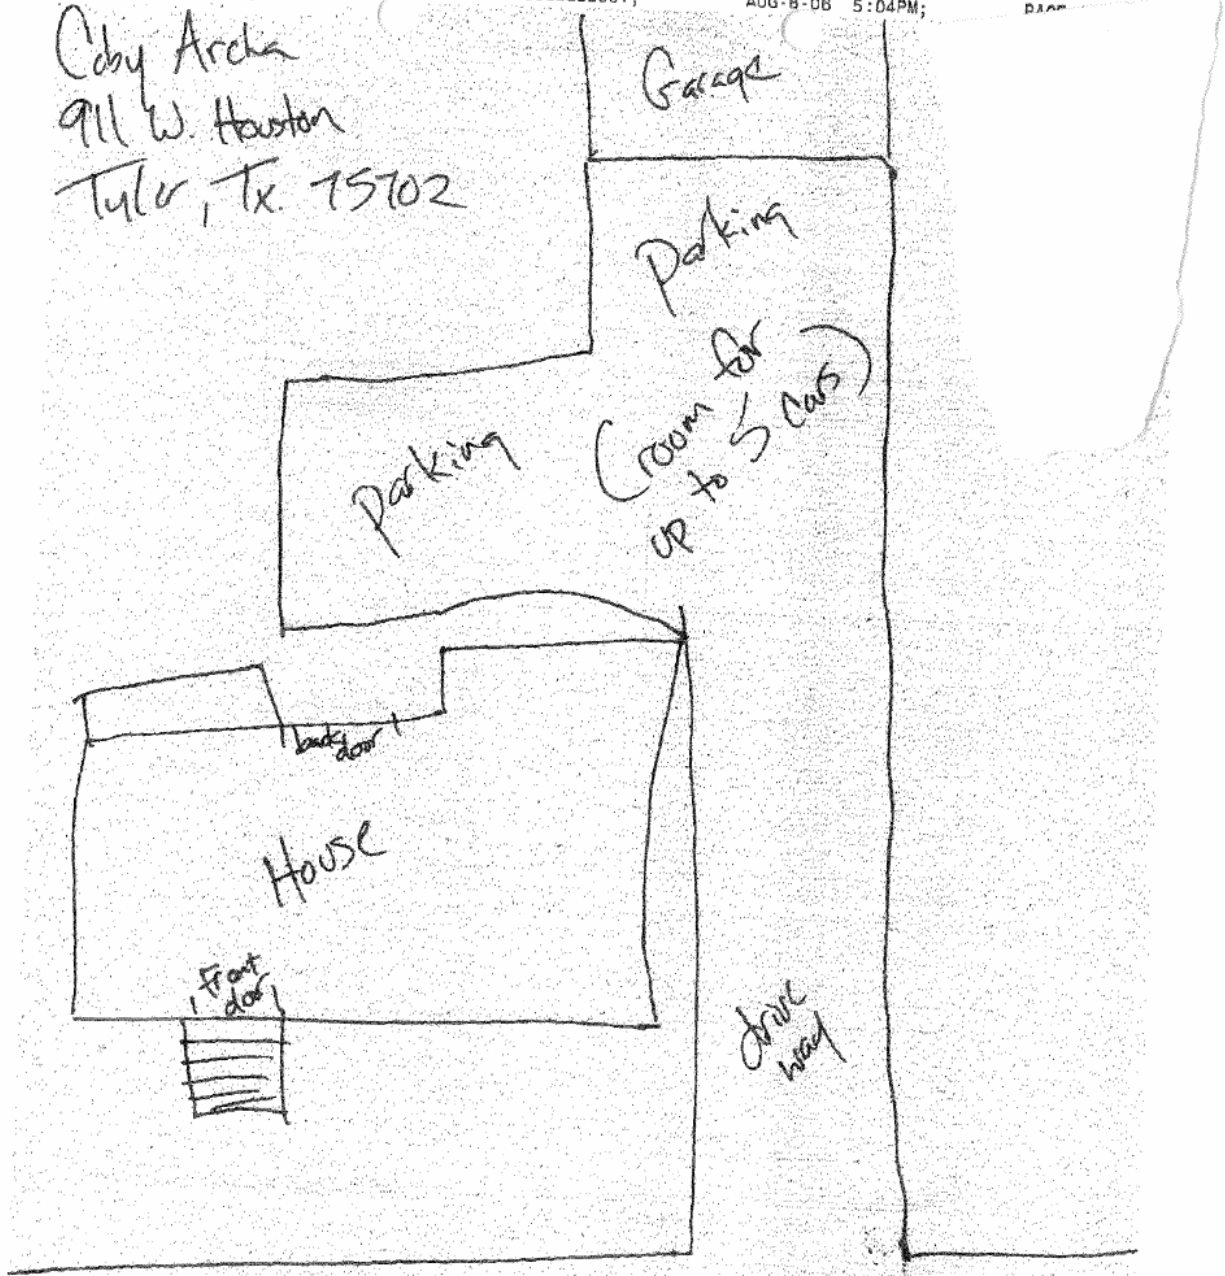 AUG-8-06 5:04PM;
Coby Archa
911 W. Houston
Tyler, Tx. 75702
Garage
Parking
(room for
up to 5 cars)
parking
back
door
House
Front
door
drive
way